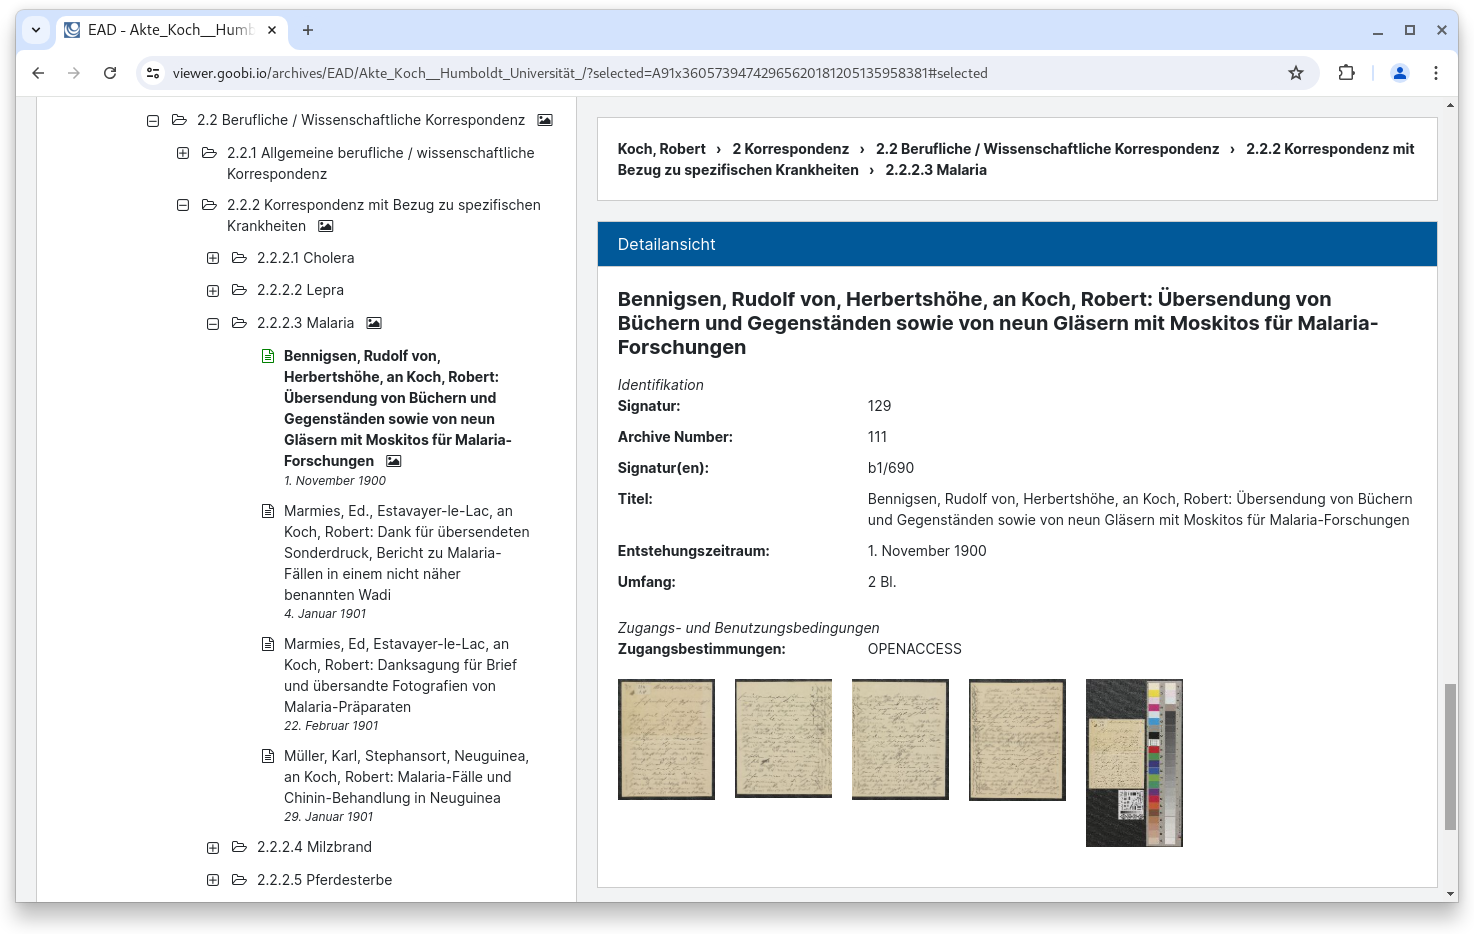 EAD - Akte_Koch__Humb
viewer.goobi.io/archives/EAD/Akte_Koch__Humboldt_Universität_/?selected=A91x36057394742965620181205135958381#selected
2.2 Berufliche / Wissenschaftliche Korrespondenz
2.2.1 Allgemeine berufliche / wissenschaftliche
Korrespondenz
2.2.2 Korrespondenz mit Bezug zu spezifischen
Krankheiten
2.2.2.1 Cholera
2.2.2.2 Lepra
2.2.2.3 Malaria
Bennigsen, Rudolf von,
Herbertshöhe, an Koch, Robert:
Übersendung von Büchern und
Gegenständen sowie von neun
Gläsern mit Moskitos für Malaria-
Forschungen
1. November 1900
Marmies, Ed., Estavayer-le-Lac, an
Koch, Robert: Dank für übersendeten
Sonderdruck, Bericht zu Malaria-
Fällen in einem nicht näher
benannten Wadi
4. Januar 1901
Marmies, Ed, Estavayer-le-Lac, an
Koch, Robert: Danksagung für Brief
und übersandte Fotografien von
Malaria-Präparaten
22. Februar 1901
Müller, Karl, Stephansort, Neuguinea,
an Koch, Robert: Malaria-Fälle und
Chinin-Behandlung in Neuguinea
29. Januar 1901
2.2.2.4 Milzbrand
2.2.2.5 Pferdesterbe
Koch, Robert › 2 Korrespondenz › 2.2 Berufliche / Wissenschaftliche Korrespondenz › 2.2.2 Korrespondenz mit
Bezug zu spezifischen Krankheiten › 2.2.2.3 Malaria
Detailansicht
Bennigsen, Rudolf von, Herbertshöhe, an Koch, Robert: Übersendung von
Büchern und Gegenständen sowie von neun Gläsern mit Moskitos für Malaria-
Forschungen
Identifikation
Signatur: 129
Archive Number: 111
Signatur(en): b1/690
Titel: Bennigsen, Rudolf von, Herbertshöhe, an Koch, Robert: Übersendung von Büchern
und Gegenständen sowie von neun Gläsern mit Moskitos für Malaria-Forschungen
Entstehungszeitraum: 1. November 1900
Umfang: 2 Bl.
Zugangs- und Benutzungsbedingungen
Zugangsbestimmungen: OPENACCESS